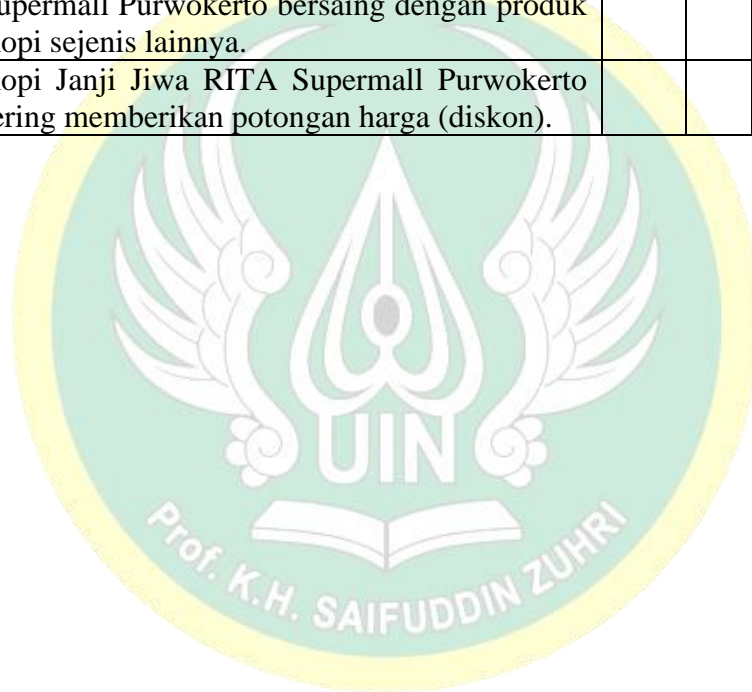 upermall Purwokerto bersaing dengan produk
opi sejenis lainnya.
opi Janji Jiwa RITA Supermall Purwokerto
ering memberikan potongan harga (diskon).
UIN
Prof. K.H. SAIFUDDIN ZUHRI